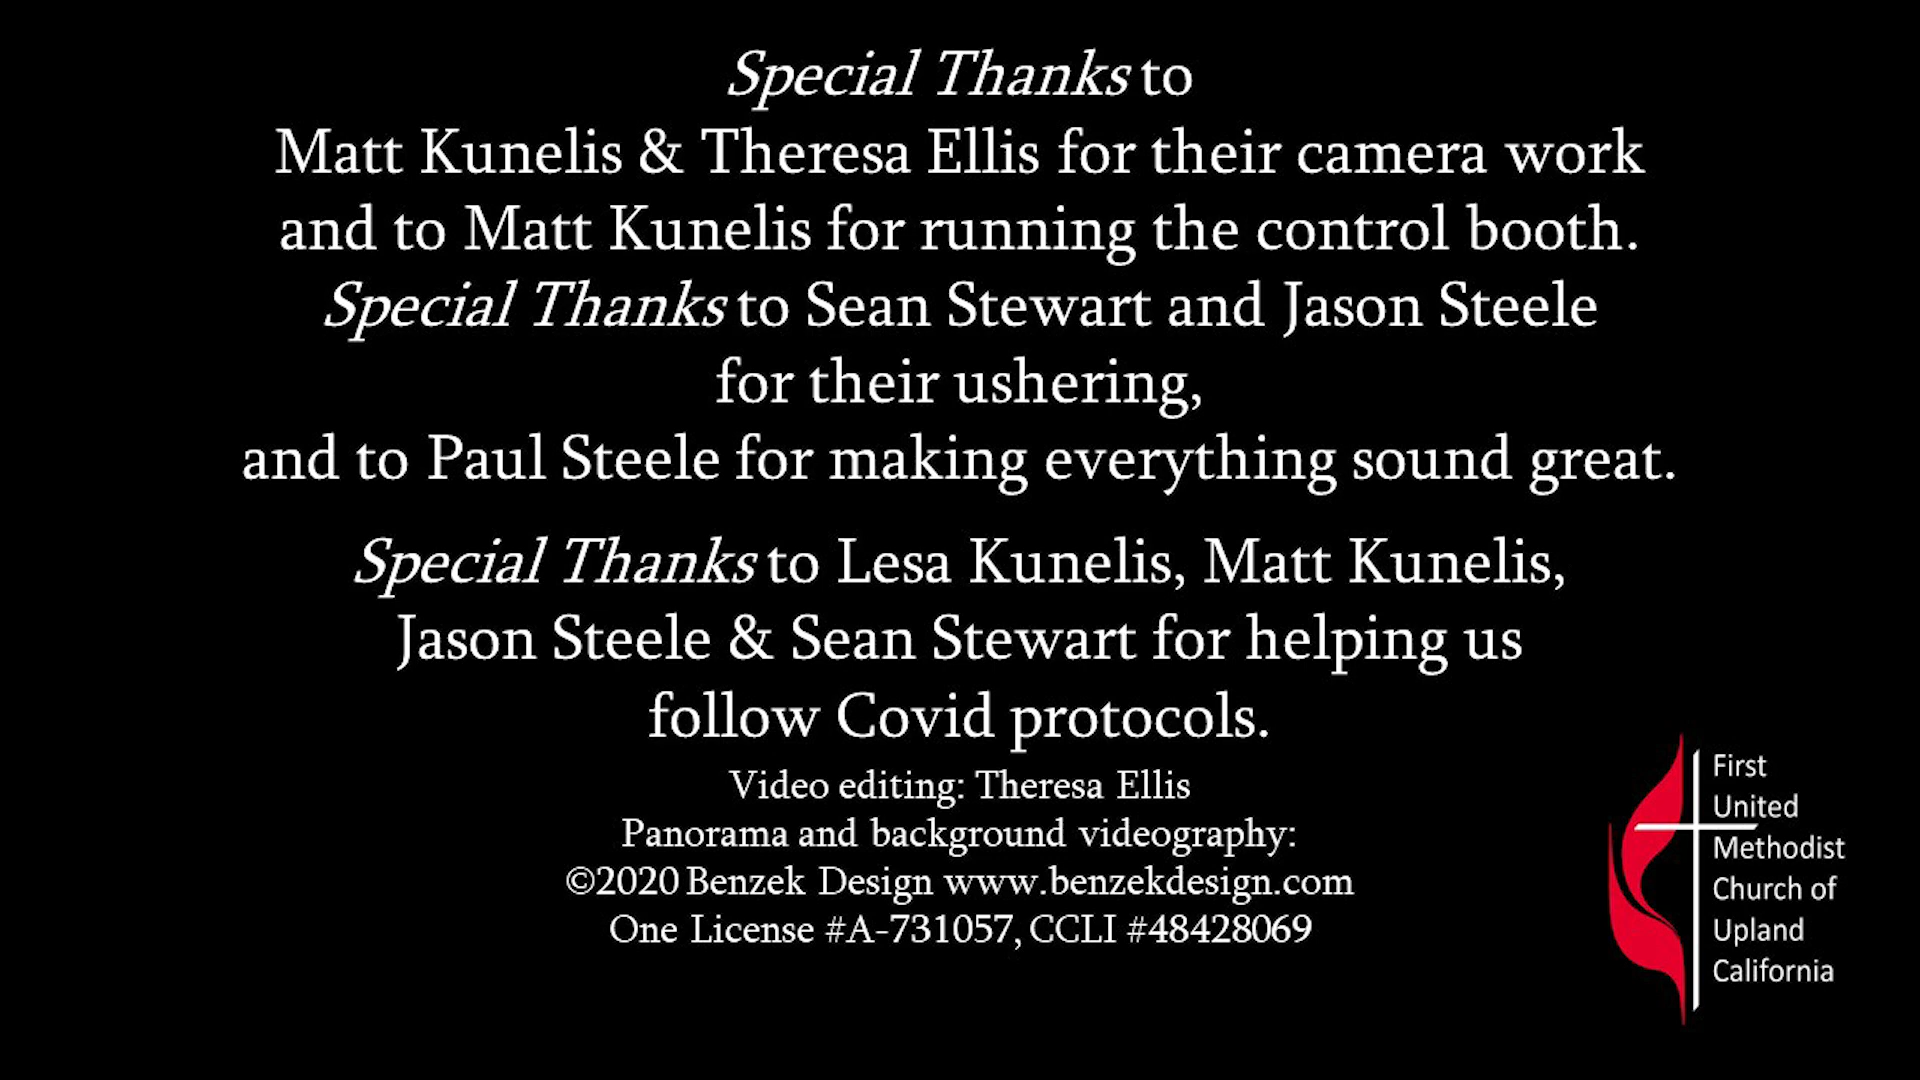 Special Thanks to
Matt Kunelis & Theresa Ellis for their camera work
and to Matt Kunelis for running the control booth.
Special Thanks to Sean Stewart and Jason Steele
for their ushering,
and to Paul Steele for making everything sound great.
Special Thanks to Lesa Kunelis, Matt Kunelis,
Jason Steele & Sean Stewart for helping us
follow Covid protocols.
Video editing: Theresa Ellis
Panorama and background videography:
©2020 Benzek Design www.benzekdesign.com
One License #A-731057, CCLI #48428069
First
United
Methodist
Church of
Upland
California